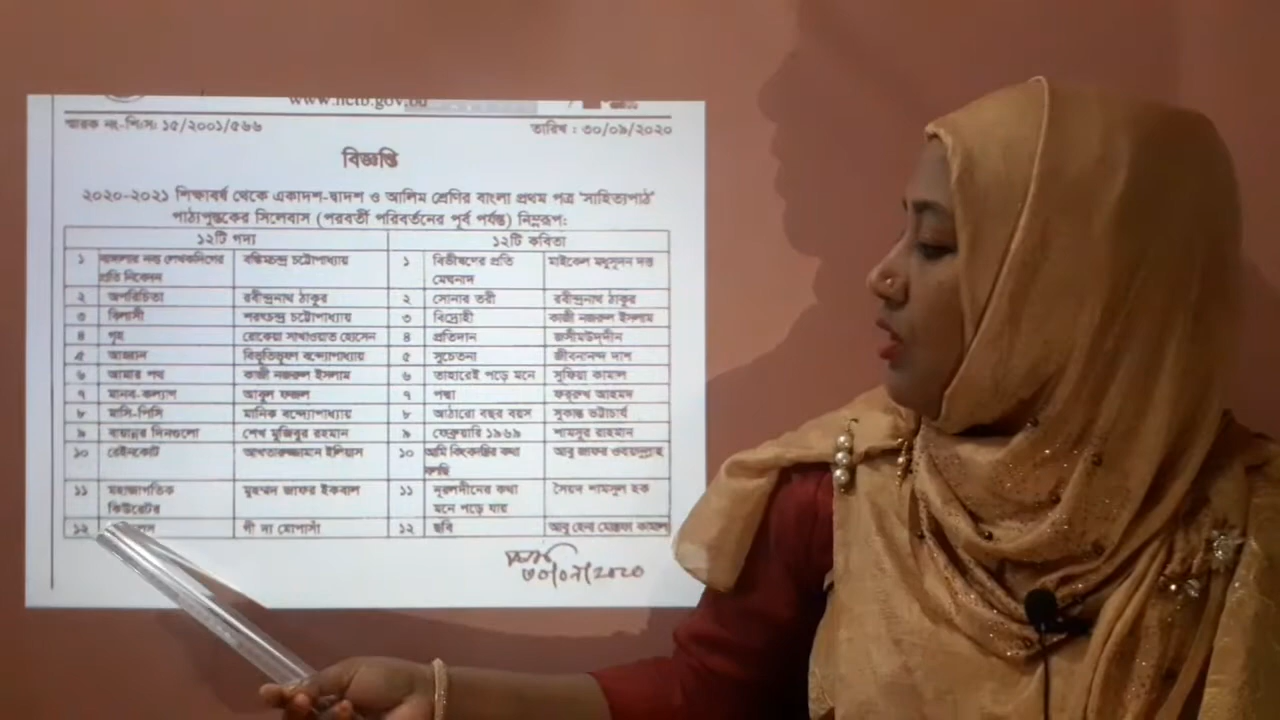 www.nctb.gov.bd
স্মারক নং-পি:স: ১৫/২০০১/৫৬৬ তারিখ : ৩০/০৯/২০২০
বিজ্ঞপ্তি
২০২০-২০২১ শিক্ষাবর্ষ থেকে একাদশ-দ্বাদশ ও আলিম শ্রেণির বাংলা প্রথম পত্র 'সাহিত্যপাঠ'
পাঠ্যপুস্তকের সিলেবাস (পরবর্তী পরিবর্তনের পূর্ব পর্যন্ত) নিম্নরূপ:
১২টি গদ্য ১২টি কবিতা
১ বাঙ্গালার নব্য লেখকদিগের বঙ্কিমচন্দ্র চট্টোপাধ্যায় ১ বিভীষণের প্রতি মাইকেল মধুসূদন দত্ত
প্রতি নিবেদন মেঘনাদ
২ অপরিচিতা রবীন্দ্রনাথ ঠাকুর ২ সোনার তরী রবীন্দ্রনাথ ঠাকুর
৩ বিলাসী শরৎচন্দ্র চট্টোপাধ্যায় ৩ বিদ্রোহী কাজী নজরুল ইসলাম
৪ গৃহ রোকেয়া সাখাওয়াত হোসেন ৪ প্রতিদান জসীমউদ্‌দীন
৫ আহ্বান বিভূতিভূষণ বন্দ্যোপাধ্যায় ৫ সুচেতনা জীবনানন্দ দাশ
৬ আমার পথ কাজী নজরুল ইসলাম ৬ তাহারেই পড়ে মনে সুফিয়া কামাল
৭ মানব-কল্যাণ আবুল ফজল ৭ পদ্মা ফররুখ আহমদ
৮ মাসি-পিসি মানিক বন্দ্যোপাধ্যায় ৮ আঠারো বছর বয়স সুকান্ত ভট্টাচার্য
৯ বায়ান্নর দিনগুলো শেখ মুজিবুর রহমান ৯ ফেব্রুয়ারি ১৯৬৯ শামসুর রাহমান
১০ রেইনকোট আখতারুজ্জামান ইলিয়াস ১০ আমি কিংবদন্তির কথা আবু জাফর ওবায়দুল্লাহ
বলছি
১১ মহাজাগতিক মুহম্মদ জাফর ইকবাল ১১ নূরলদীনের কথা সৈয়দ শামসুল হক
কিউরেটর মনে পড়ে যায়
১২ গী দ্য মোপাসাঁ ১২ ছবি আবু হেনা মোস্তফা কামাল
৩০/০৯/২০২০